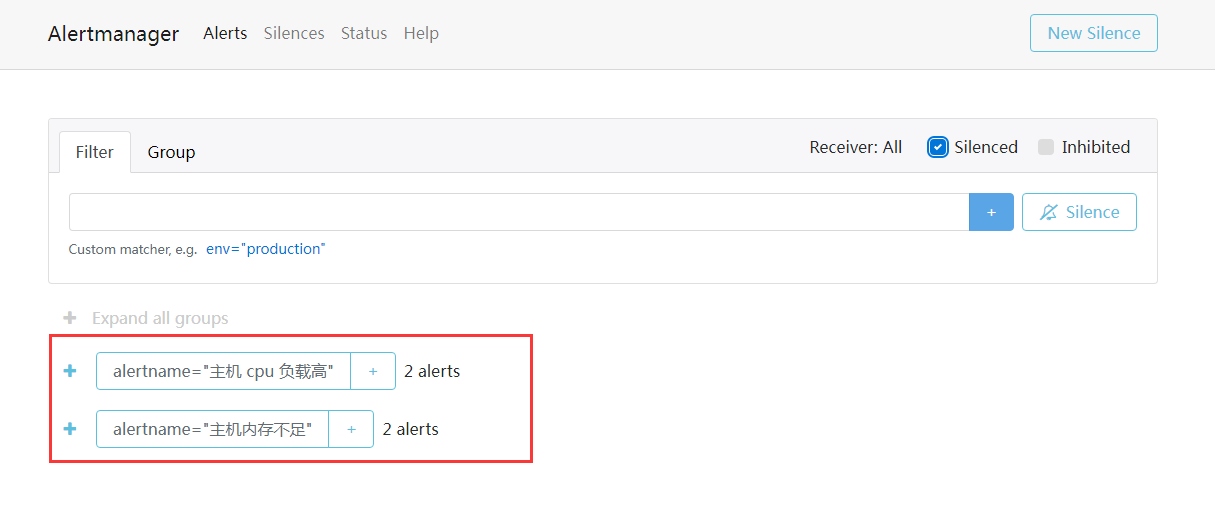 Alertmanager Alerts Silences Status Help New Silence
Filter Group Receiver: All Silenced Inhibited
+ Silence
Custom matcher, e.g. env="production"
+ Expand all groups
+ alertname="主机 cpu 负载高" + 2 alerts
+ alertname="主机内存不足" + 2 alerts